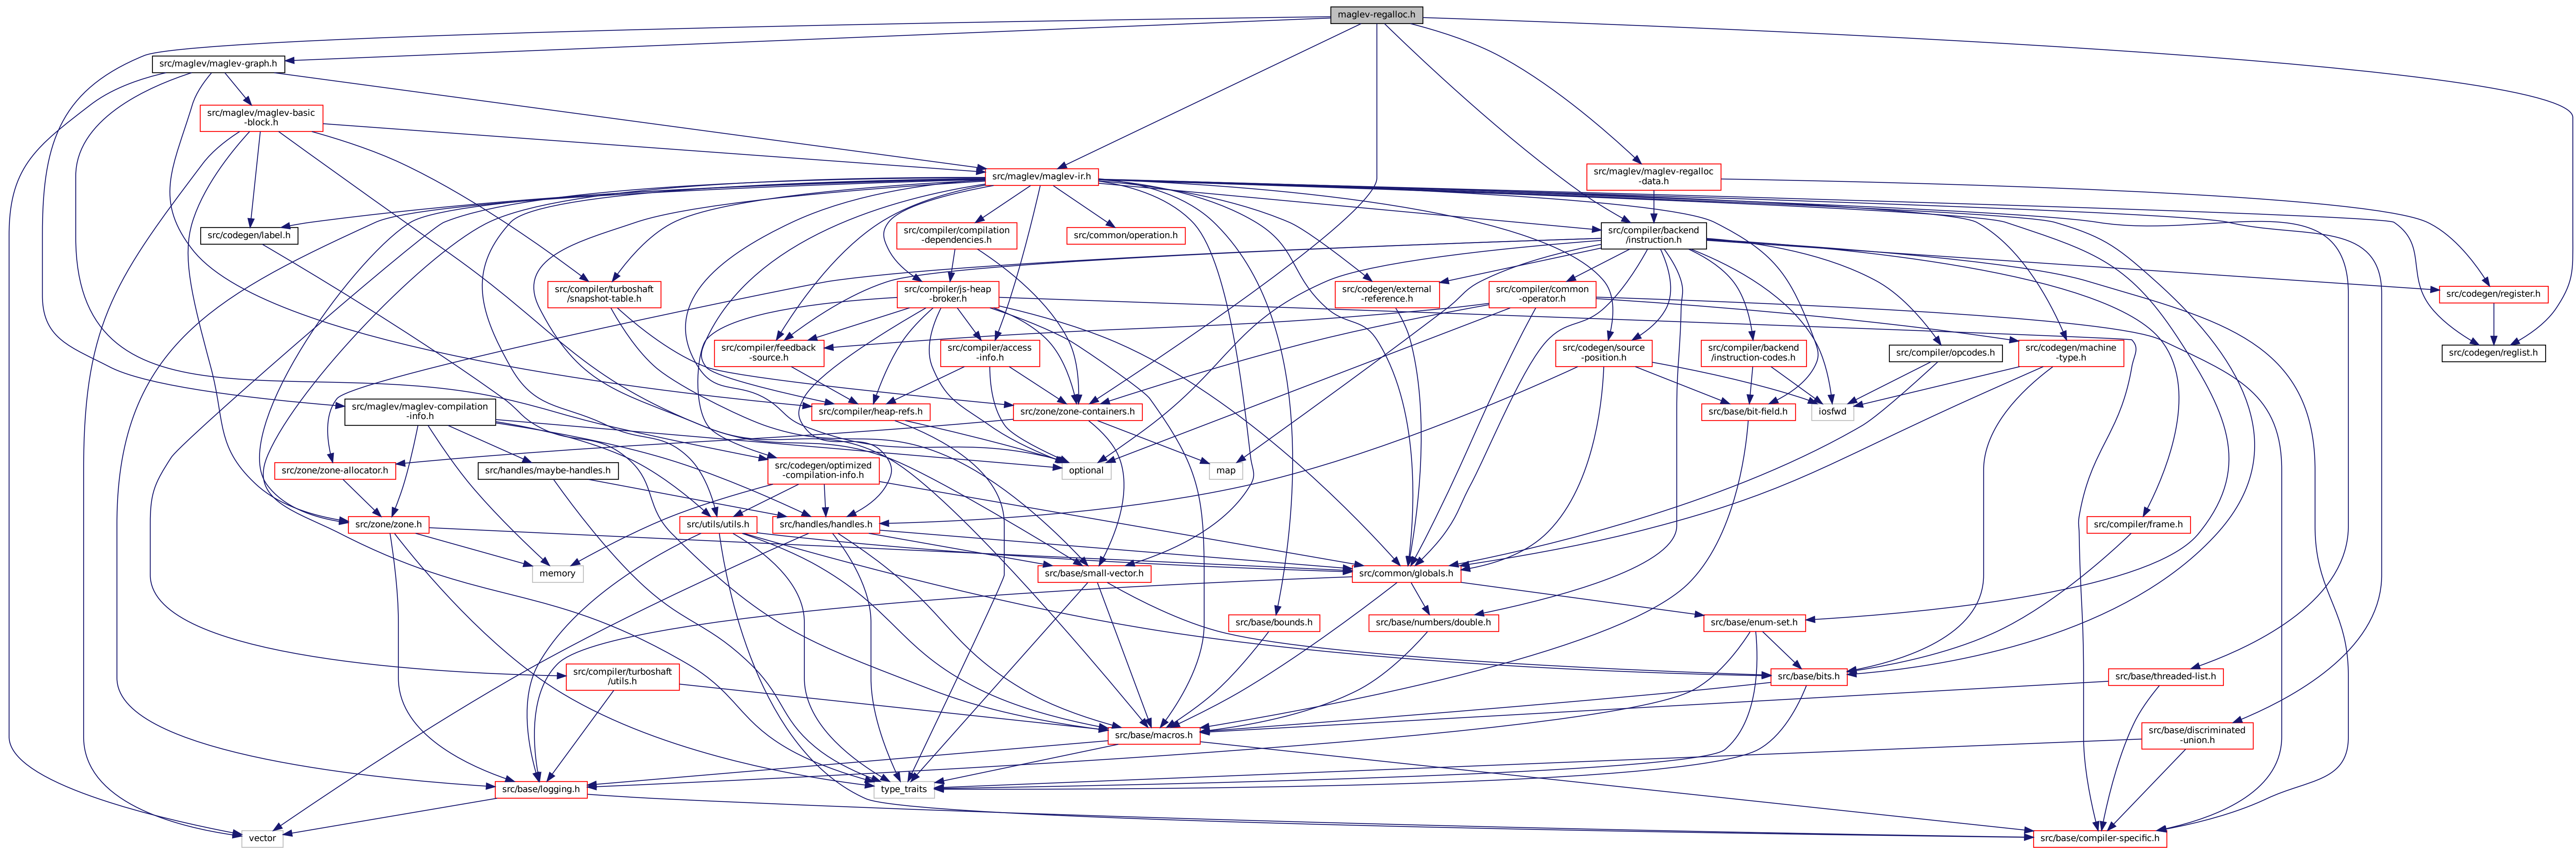 maglev-regalloc.h
src/maglev/maglev-graph.h
src/maglev/maglev-basic
-block.h
src/maglev/maglev-ir.h
src/maglev/maglev-regalloc
-data.h
src/codegen/label.h
src/compiler/compilation
-dependencies.h
src/common/operation.h
src/compiler/backend
/instruction.h
src/compiler/turboshaft
/snapshot-table.h
src/compiler/js-heap
-broker.h
src/codegen/external
-reference.h
src/compiler/common
-operator.h
src/codegen/register.h
src/compiler/feedback
-source.h
src/compiler/access
-info.h
src/codegen/source
-position.h
src/compiler/backend
/instruction-codes.h
src/compiler/opcodes.h
src/codegen/machine
-type.h
src/codegen/reglist.h
src/maglev/maglev-compilation
-info.h
src/compiler/heap-refs.h
src/zone/zone-containers.h
src/base/bit-field.h
iosfwd
src/zone/zone-allocator.h
src/handles/maybe-handles.h
src/codegen/optimized
-compilation-info.h
optional
map
src/zone/zone.h
src/utils/utils.h
src/handles/handles.h
src/compiler/frame.h
memory
src/base/small-vector.h
src/common/globals.h
src/base/bounds.h
src/base/numbers/double.h
src/base/enum-set.h
src/compiler/turboshaft
/utils.h
src/base/bits.h
src/base/threaded-list.h
src/base/macros.h
src/base/discriminated
-union.h
src/base/logging.h
type_traits
vector
src/base/compiler-specific.h